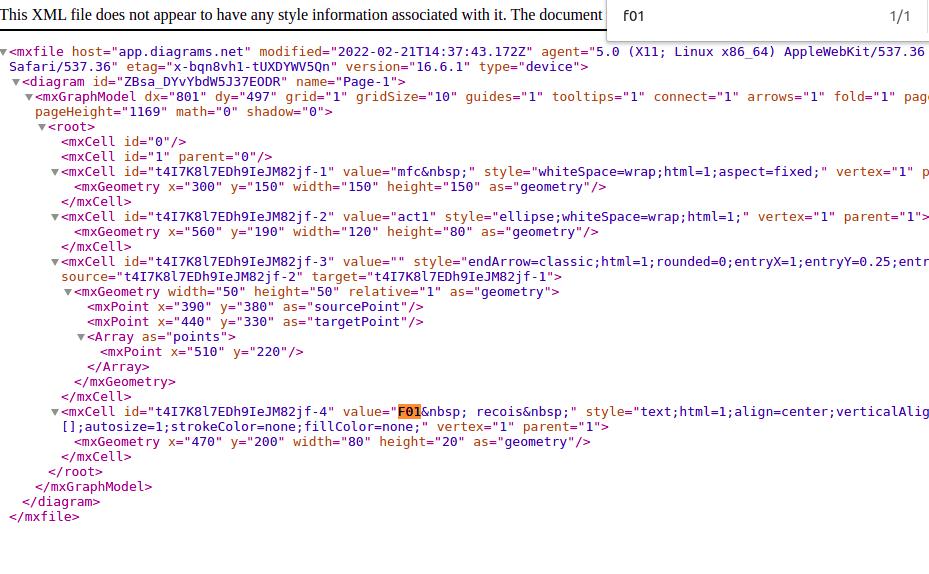 This XML file does not appear to have any style information associated with it. The document
f01 1/1
<mxfile host="app.diagrams.net" modified="2022-02-21T14:37:43.172Z" agent="5.0 (X11; Linux x86_64) AppleWebKit/537.36
Safari/537.36" etag="x-bqn8vh1-tUXDYWV5Qn" version="16.6.1" type="device">
<diagram id="ZBsa_DYvYbdW5J37EODR" name="Page-1">
<mxGraphModel dx="801" dy="497" grid="1" gridSize="10" guides="1" tooltips="1" connect="1" arrows="1" fold="1" page
pageHeight="1169" math="0" shadow="0">
<root>
<mxCell id="0"/>
<mxCell id="1" parent="0"/>
<mxCell id="t4I7K8l7EDh9IeJM82jf-1" value="mfc&nbsp;" style="whiteSpace=wrap;html=1;aspect=fixed;" vertex="1" p
<mxGeometry x="300" y="150" width="150" height="150" as="geometry"/>
</mxCell>
<mxCell id="t4I7K8l7EDh9IeJM82jf-2" value="act1" style="ellipse;whiteSpace=wrap;html=1;" vertex="1" parent="1">
<mxGeometry x="560" y="190" width="120" height="80" as="geometry"/>
</mxCell>
<mxCell id="t4I7K8l7EDh9IeJM82jf-3" value="" style="endArrow=classic;html=1;rounded=0;entryX=1;entryY=0.25;entr
source="t4I7K8l7EDh9IeJM82jf-2" target="t4I7K8l7EDh9IeJM82jf-1">
<mxGeometry width="50" height="50" relative="1" as="geometry">
<mxPoint x="390" y="380" as="sourcePoint"/>
<mxPoint x="440" y="330" as="targetPoint"/>
<Array as="points">
<mxPoint x="510" y="220"/>
</Array>
</mxGeometry>
</mxCell>
<mxCell id="t4I7K8l7EDh9IeJM82jf-4" value="F01&nbsp; recois&nbsp;" style="text;html=1;align=center;verticalAlig
[];autosize=1;strokeColor=none;fillColor=none;" vertex="1" parent="1">
<mxGeometry x="470" y="200" width="80" height="20" as="geometry"/>
</mxCell>
</root>
</mxGraphModel>
</diagram>
</mxfile>